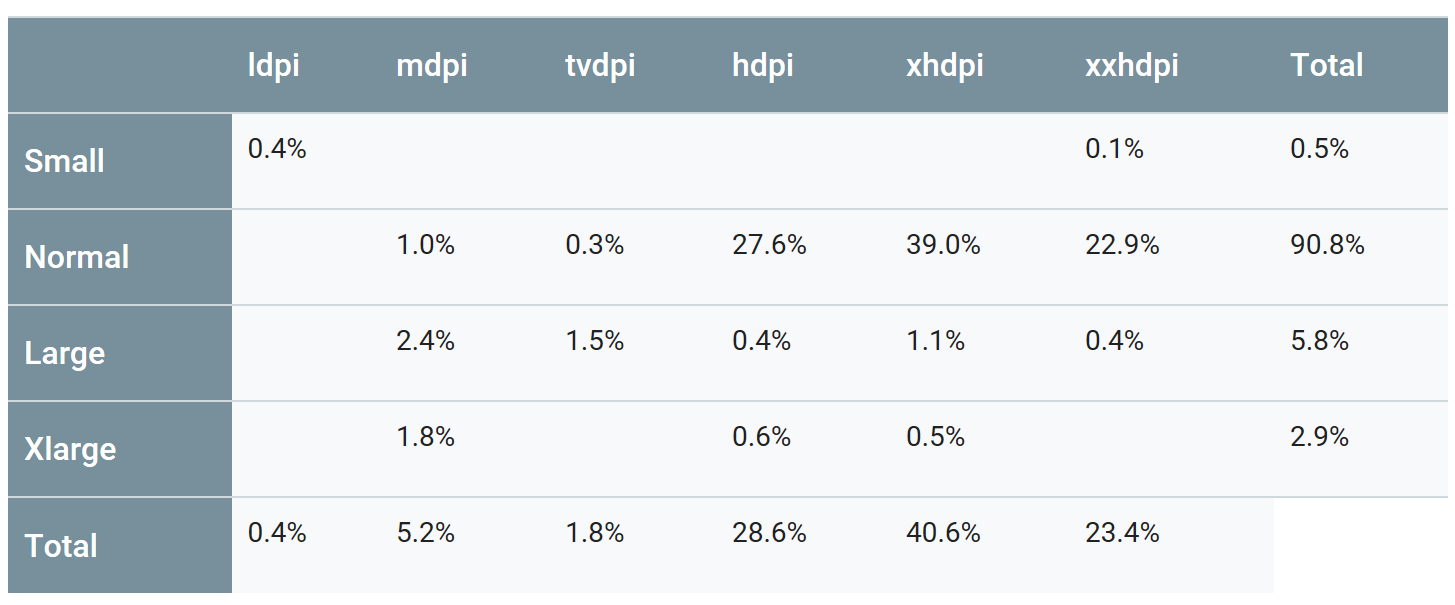 ldpi mdpi tvdpi hdpi xhdpi xxhdpi Total
Small 0.4% 0.1% 0.5%
Normal 1.0% 0.3% 27.6% 39.0% 22.9% 90.8%
Large 2.4% 1.5% 0.4% 1.1% 0.4% 5.8%
Xlarge 1.8% 0.6% 0.5% 2.9%
Total 0.4% 5.2% 1.8% 28.6% 40.6% 23.4%